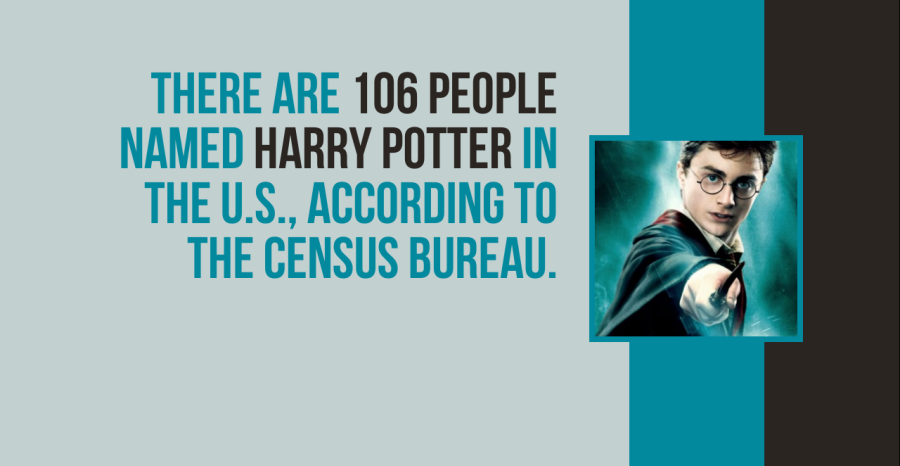 THERE ARE 106 PEOPLE
NAMED HARRY POTTER IN
THE U.S., ACCORDING TO
THE CENSUS BUREAU.